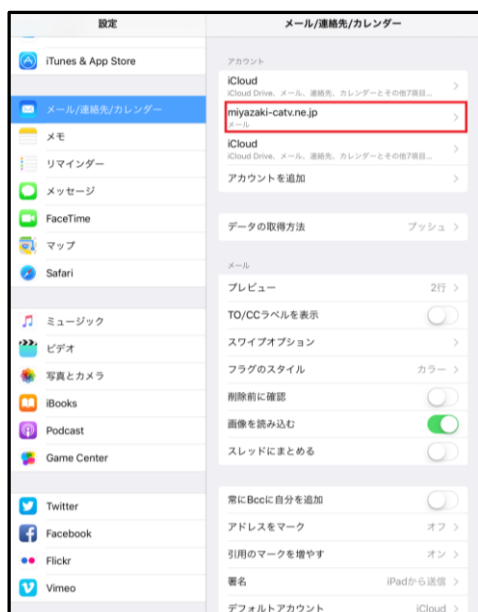 設定
iTunes & App Store
メール/連絡先/カレンダー
メモ
リマインダー
メッセージ
FaceTime
マップ
Safari
ミュージック
ビデオ
写真とカメラ
iBooks
Podcast
Game Center
Twitter
Facebook
Flickr
Vimeo
メール/連絡先/カレンダー
アカウント
iCloud
iCloud Drive、メール、連絡先、カレンダーとその他7項目...
miyazaki-catv.ne.jp
メール
iCloud
iCloud Drive、メール、連絡先、カレンダーとその他7項目...
アカウントを追加
データの取得方法 プッシュ
メール
プレビュー 2行
TO/CCラベルを表示
スワイプオプション
フラグのスタイル カラー
削除前に確認
画像を読み込む
スレッドにまとめる
常にBccに自分を追加
アドレスをマーク オフ
引用のマークを増やす オン
署名 iPadから送信
デフォルトアカウント iCloud